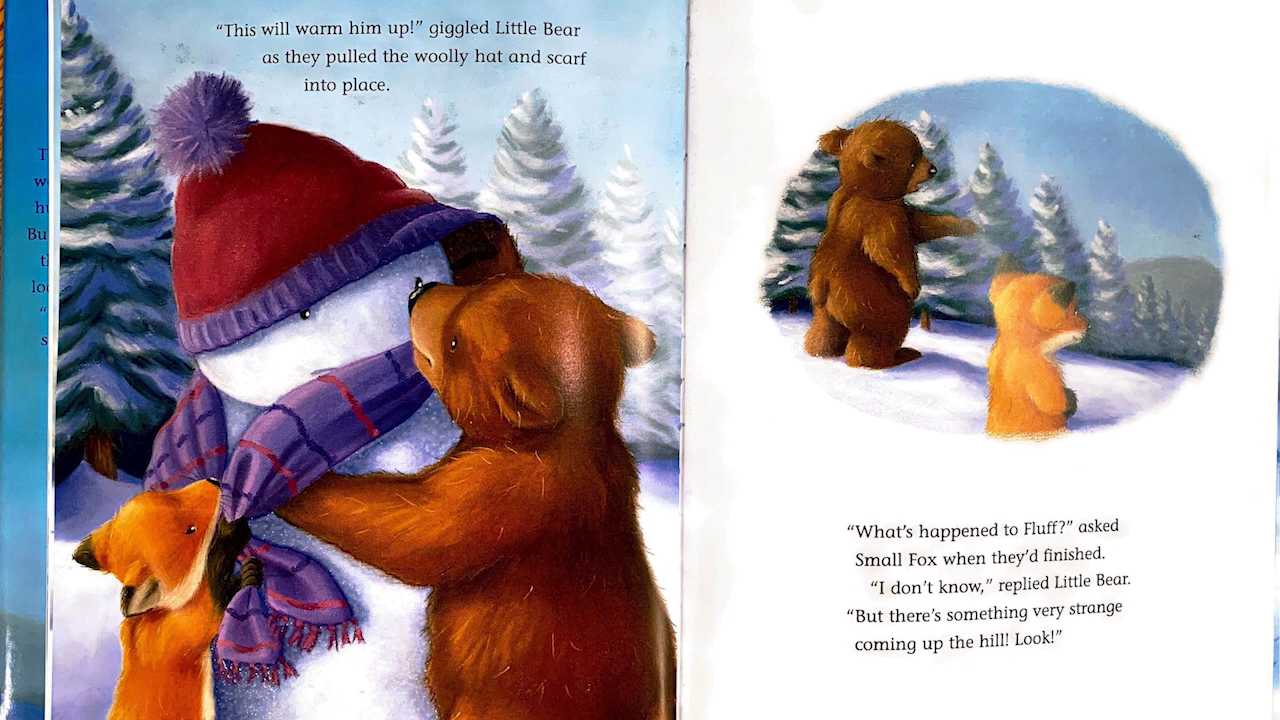 “This will warm him up!” giggled Little Bear
as they pulled the woolly hat and scarf
into place.
“What’s happened to Fluff?” asked
Small Fox when they’d finished.
“I don’t know,” replied Little Bear.
“But there’s something very strange
coming up the hill! Look!”